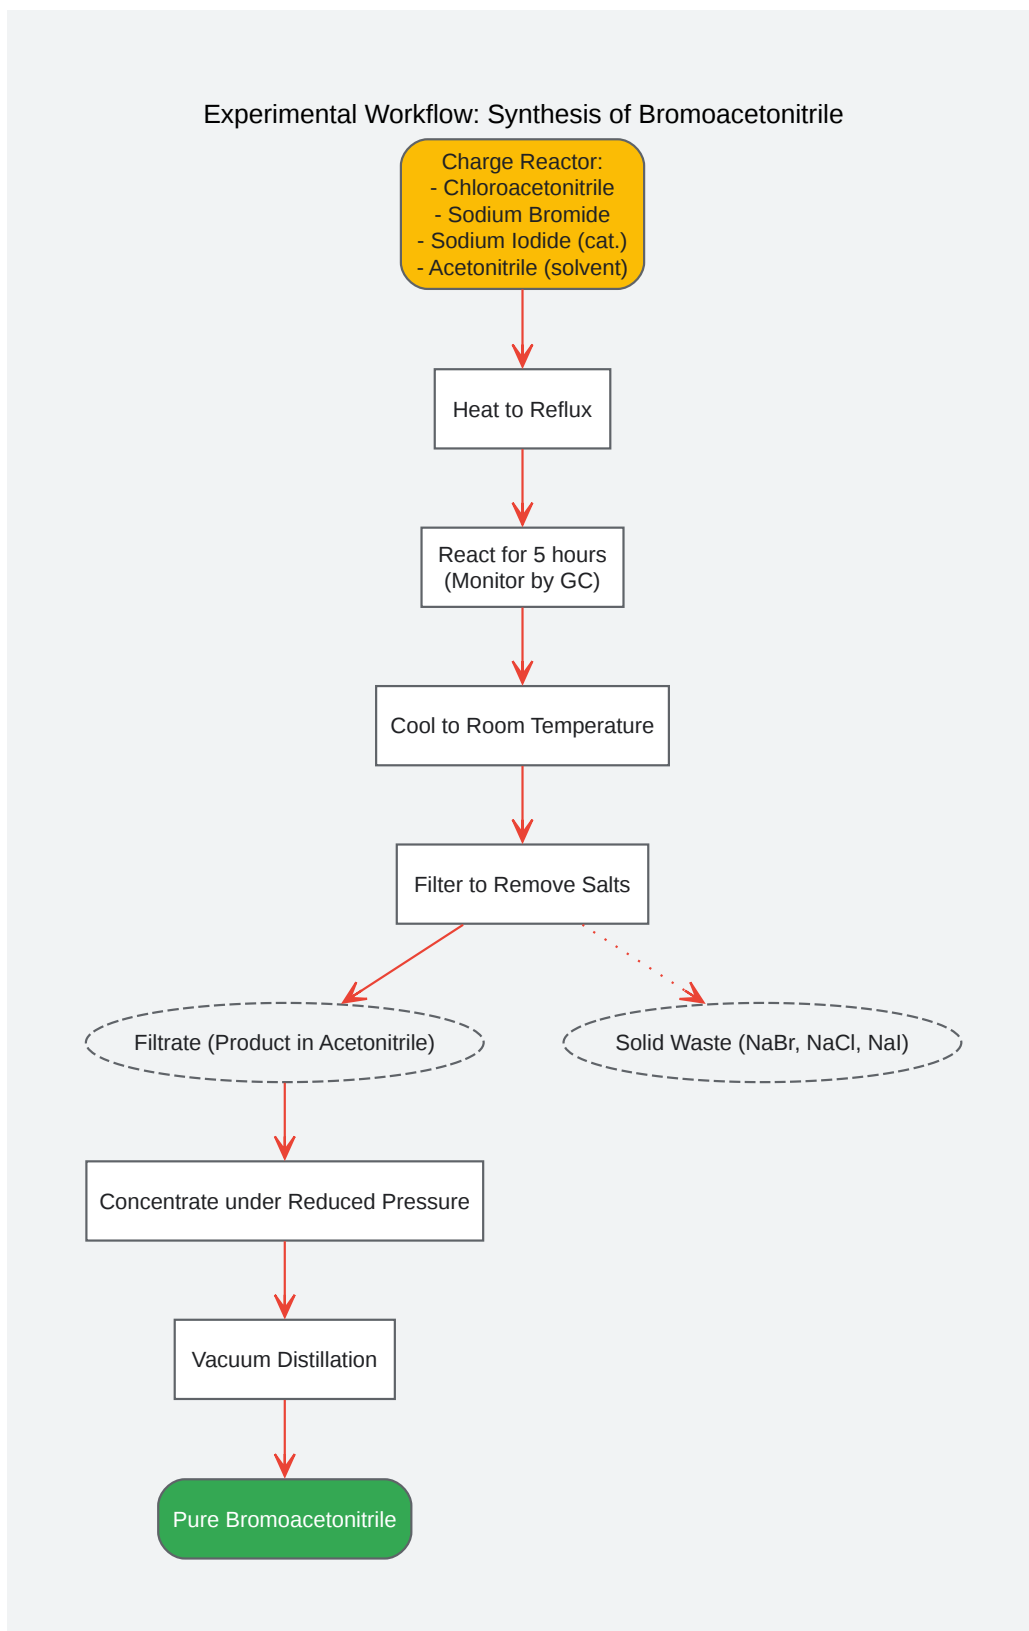 Experimental Workflow: Synthesis of Bromoacetonitrile
Charge Reactor:
- Chloroacetonitrile
- Sodium Bromide
- Sodium Iodide (cat.)
- Acetonitrile (solvent)
Heat to Reflux
React for 5 hours
(Monitor by GC)
Cool to Room Temperature
Filter to Remove Salts
Filtrate (Product in Acetonitrile)
Solid Waste (NaBr, NaCl, NaI)
Concentrate under Reduced Pressure
Vacuum Distillation
Pure Bromoacetonitrile